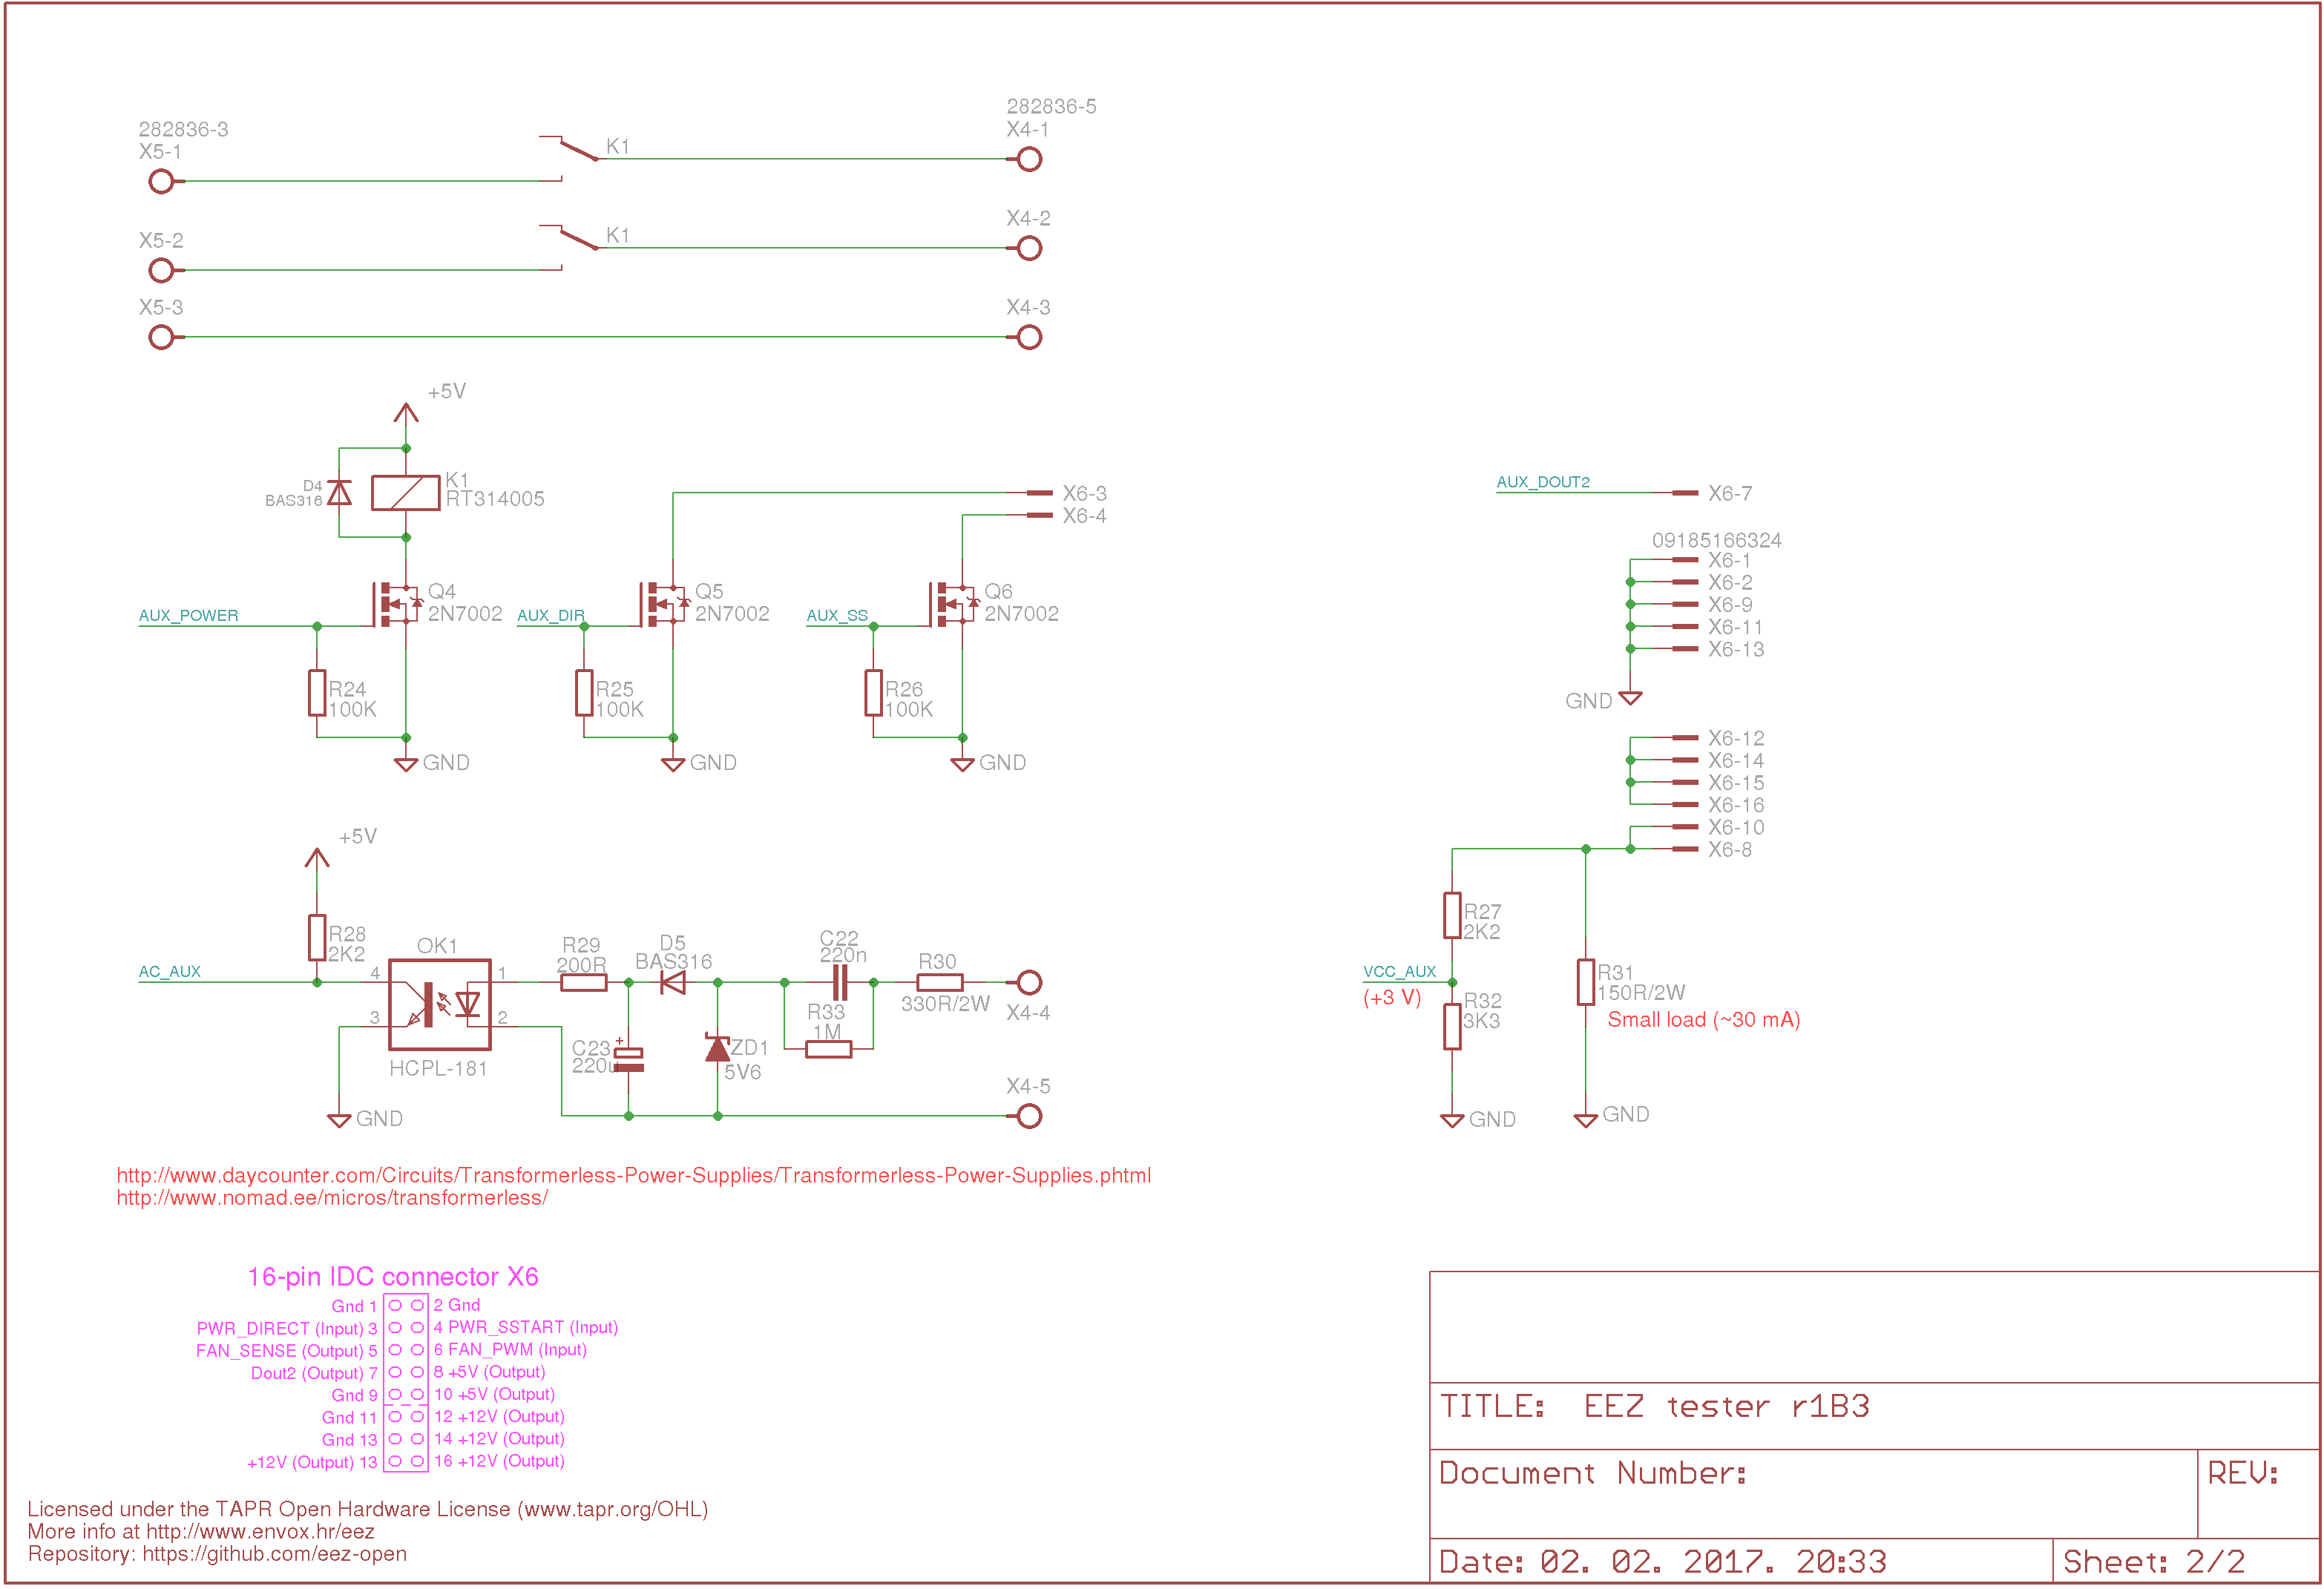 282836-3
X5-1
K1
282836-5
X4-1
X5-2
K1
X4-2
X5-3
X4-3
+5V
D4
BAS316
K1
RT314005
X6-3
X6-4
AUX_POWER
Q4
2N7002
AUX_DIR
Q5
2N7002
AUX_SS
Q6
2N7002
R24
100K
R25
100K
R26
100K
GND
GND
GND
AUX_DOUT2
X6-7
09185166324
X6-1
X6-2
X6-9
X6-11
X6-13
GND
X6-12
X6-14
X6-15
X6-16
X6-10
X6-8
R27
2K2
VCC_AUX
(+3 V)
R32
3K3
R31
150R/2W
Small load (~30 mA)
GND
GND
+5V
R28
2K2
AC_AUX
OK1
4
3
1
2
HCPL-181
GND
R29
200R
D5
BAS316
C22
220n
R30
330R/2W
X4-4
R33
1M
C23
+
220u
ZD1
5V6
X4-5
http://www.daycounter.com/Circuits/Transformerless-Power-Supplies/Transformerless-Power-Supplies.phtml
http://www.nomad.ee/micros/transformerless/
16-pin IDC connector X6
Gnd 1 2 Gnd
PWR_DIRECT (Input) 3 4 PWR_SSTART (Input)
FAN_SENSE (Output) 5 6 FAN_PWM (Input)
Dout2 (Output) 7 8 +5V (Output)
Gnd 9 10 +5V (Output)
Gnd 11 12 +12V (Output)
Gnd 13 14 +12V (Output)
+12V (Output) 13 16 +12V (Output)
Licensed under the TAPR Open Hardware License (www.tapr.org/OHL)
More info at http://www.envox.hr/eez
Repository: https://github.com/eez-open
TITLE: EEZ tester r1B3
Document Number:
REV:
Date: 02. 02. 2017. 20:33
Sheet: 2/2